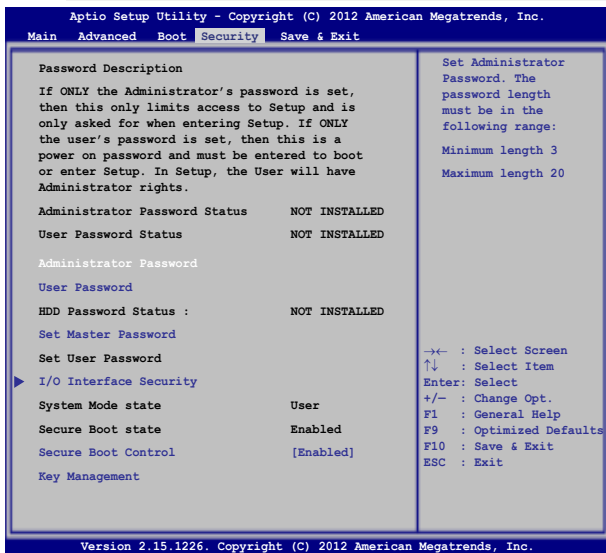 Aptio Setup Utility - Copyright (C) 2012 American Megatrends, Inc.
Main Advanced Boot Security Save & Exit
Password Description
If ONLY the Administrator's password is set,
then this only limits access to Setup and is
only asked for when entering Setup. If ONLY
the user's password is set, then this is a
power on password and must be entered to boot
or enter Setup. In Setup, the User will have
Administrator rights.
Administrator Password Status NOT INSTALLED
User Password Status NOT INSTALLED
Administrator Password
User Password
HDD Password Status : NOT INSTALLED
Set Master Password
Set User Password
I/O Interface Security
System Mode state User
Secure Boot state Enabled
Secure Boot Control [Enabled]
Key Management
Set Administrator
Password. The
password length
must be in the
following range:
Minimum length 3
Maximum length 20
→← : Select Screen
↑↓ : Select Item
Enter: Select
+/— : Change Opt.
F1 : General Help
F9 : Optimized Defaults
F10 : Save & Exit
ESC : Exit
Version 2.15.1226. Copyright (C) 2012 American Megatrends, Inc.